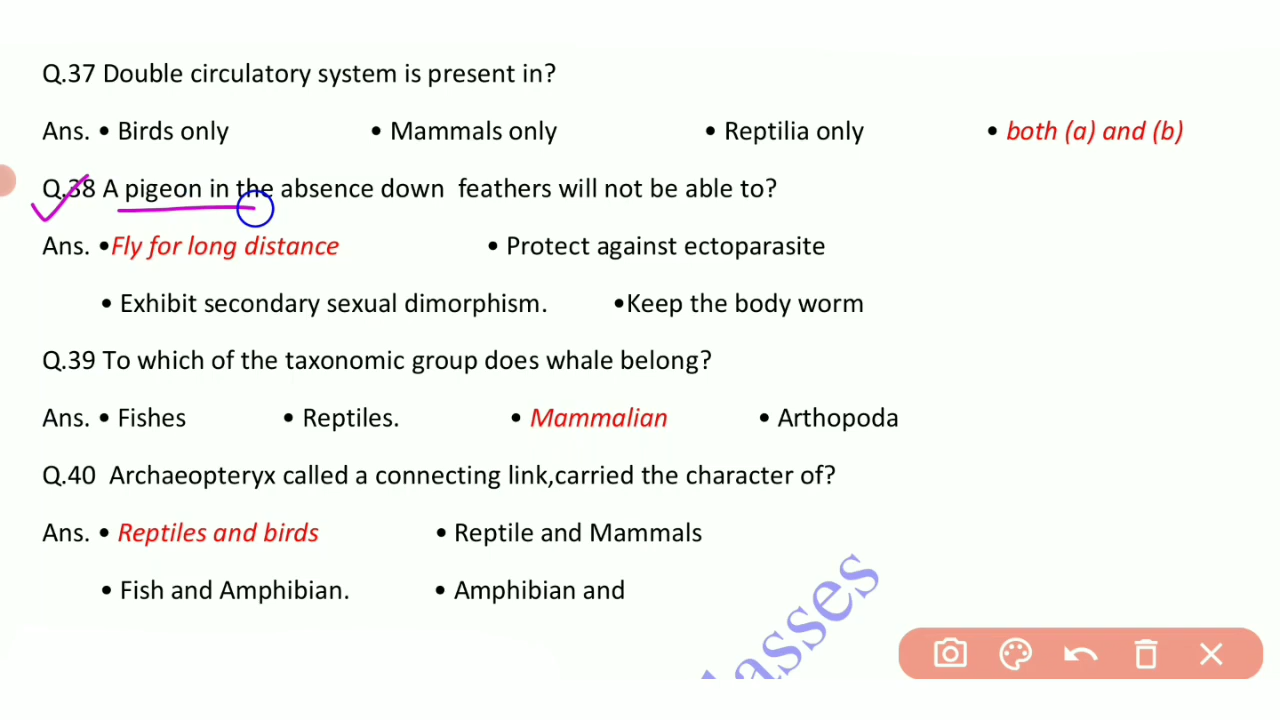 Q.37 Double circulatory system is present in?
Ans. • Birds only • Mammals only • Reptilia only • both (a) and (b)
Q.38 A pigeon in the absence down feathers will not be able to?
Ans. •Fly for long distance • Protect against ectoparasite
• Exhibit secondary sexual dimorphism. •Keep the body worm
Q.39 To which of the taxonomic group does whale belong?
Ans. • Fishes • Reptiles. • Mammalian • Arthopoda
Q.40 Archaeopteryx called a connecting link,carried the character of?
Ans. • Reptiles and birds • Reptile and Mammals
• Fish and Amphibian. • Amphibian and